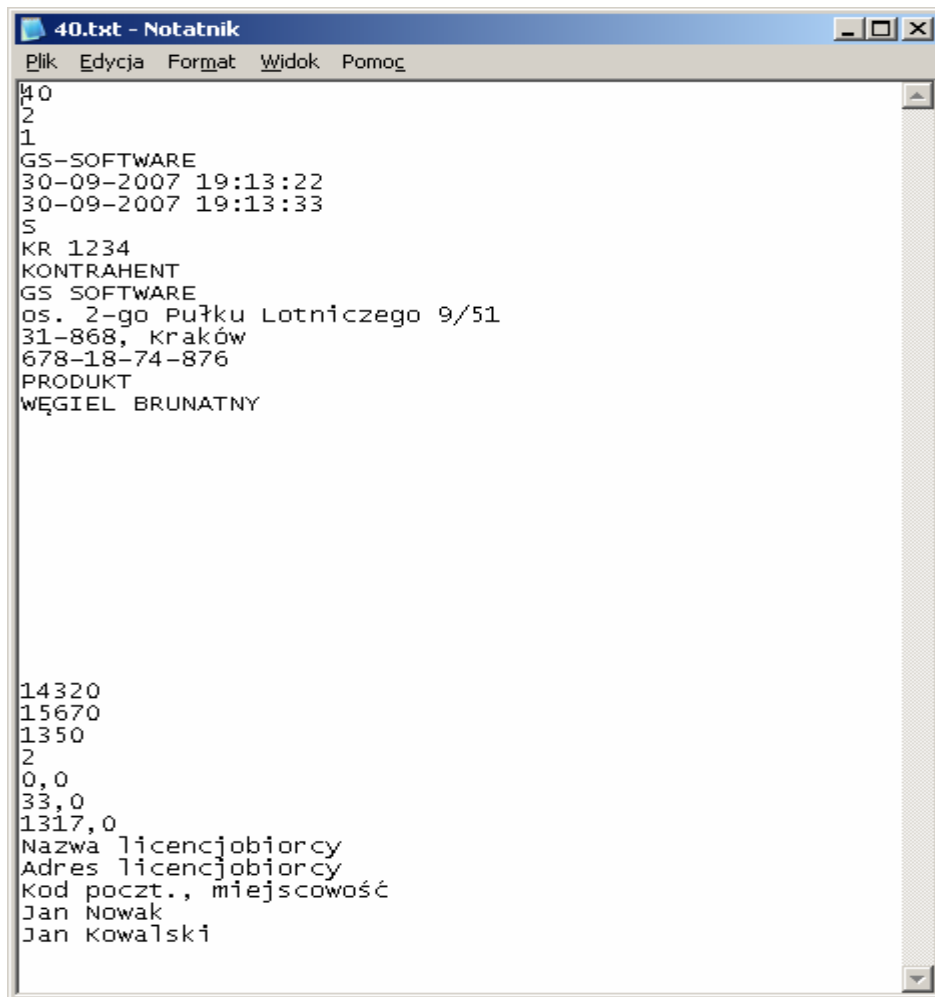 40.txt - Notatnik
Plik Edycja Format Widok Pomoc
40
2
1
GS-SOFTWARE
30-09-2007 19:13:22
30-09-2007 19:13:33
S
KR 1234
KONTRAHENT
GS SOFTWARE
os. 2-go Pułku Lotniczego 9/51
31-868, Kraków
678-18-74-876
PRODUKT
WĘGIEL BRUNATNY
14320
15670
1350
2
0,0
33,0
1317,0
Nazwa licencjobiorcy
Adres licencjobiorcy
Kod poczt., miejscowość
Jan Nowak
Jan Kowalski